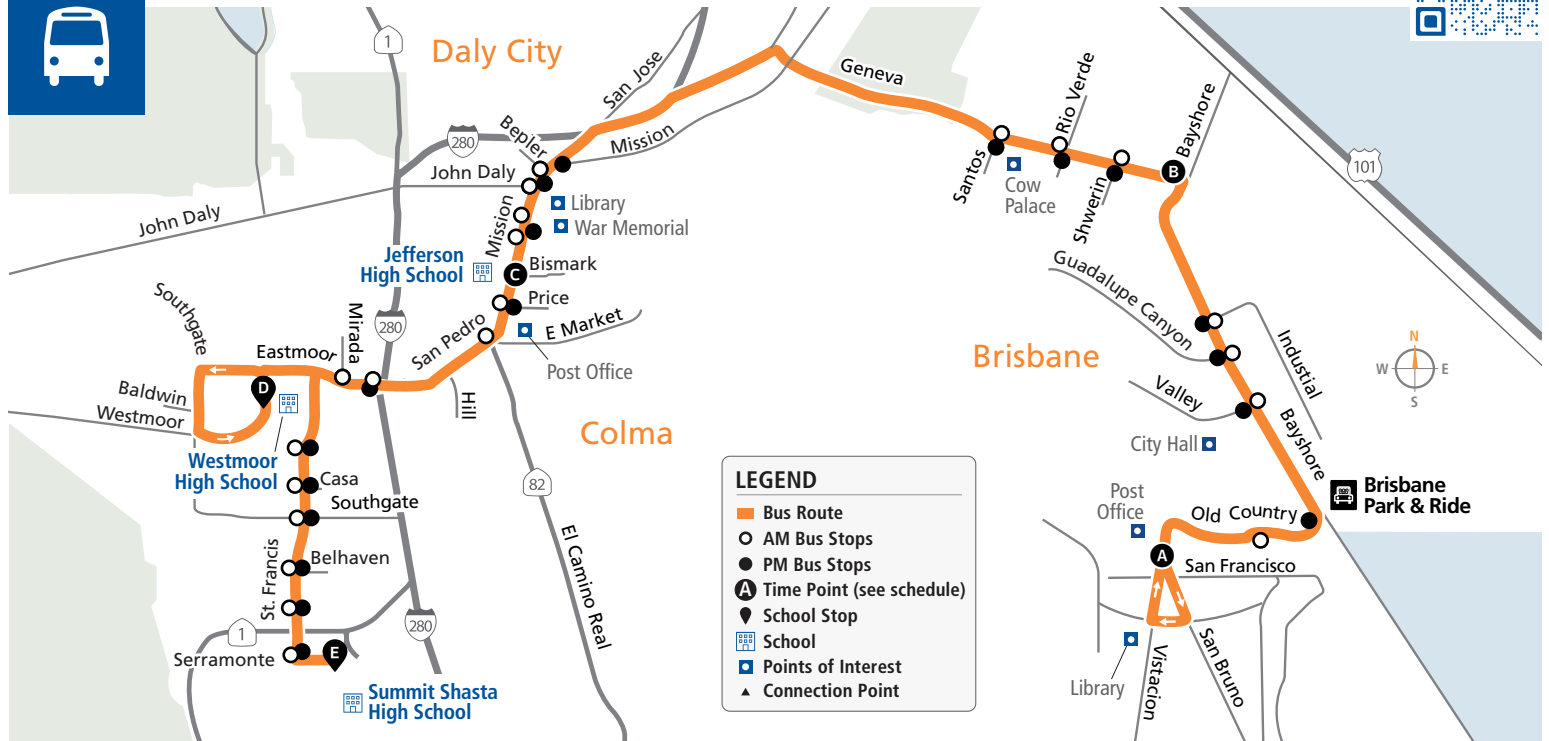 1
Daly City
San Jose
Geneva
Rio Verde
Bayshore
Bepler
280
Mission
John Daly
101
B
Santos
Cow
Palace
Shwerin
John Daly
Library
War Memorial
Mission
Jefferson
High School
C
Bismark
Guadalupe Canyon
Southgate
Price
280
Mirada
San Pedro
E Market
Industial
N
W
E
S
Eastmoor
Brisbane
Post Office
D
Baldwin
Westmoor
Hill
Valley
Colma
Bayshore
City Hall
Westmoor
High School
Casa
Southgate
82
LEGEND
Bus Route
AM Bus Stops
PM Bus Stops
A
Time Point (see schedule)
School Stop
School
Points of Interest
Connection Point
Brisbane
Park & Ride
Post
Office
Old Country
A
San Francisco
El Camino Real
St. Francis
Belhaven
280
1
Serramonte
E
San Bruno
Vistacion
Library
Summit Shasta
High School